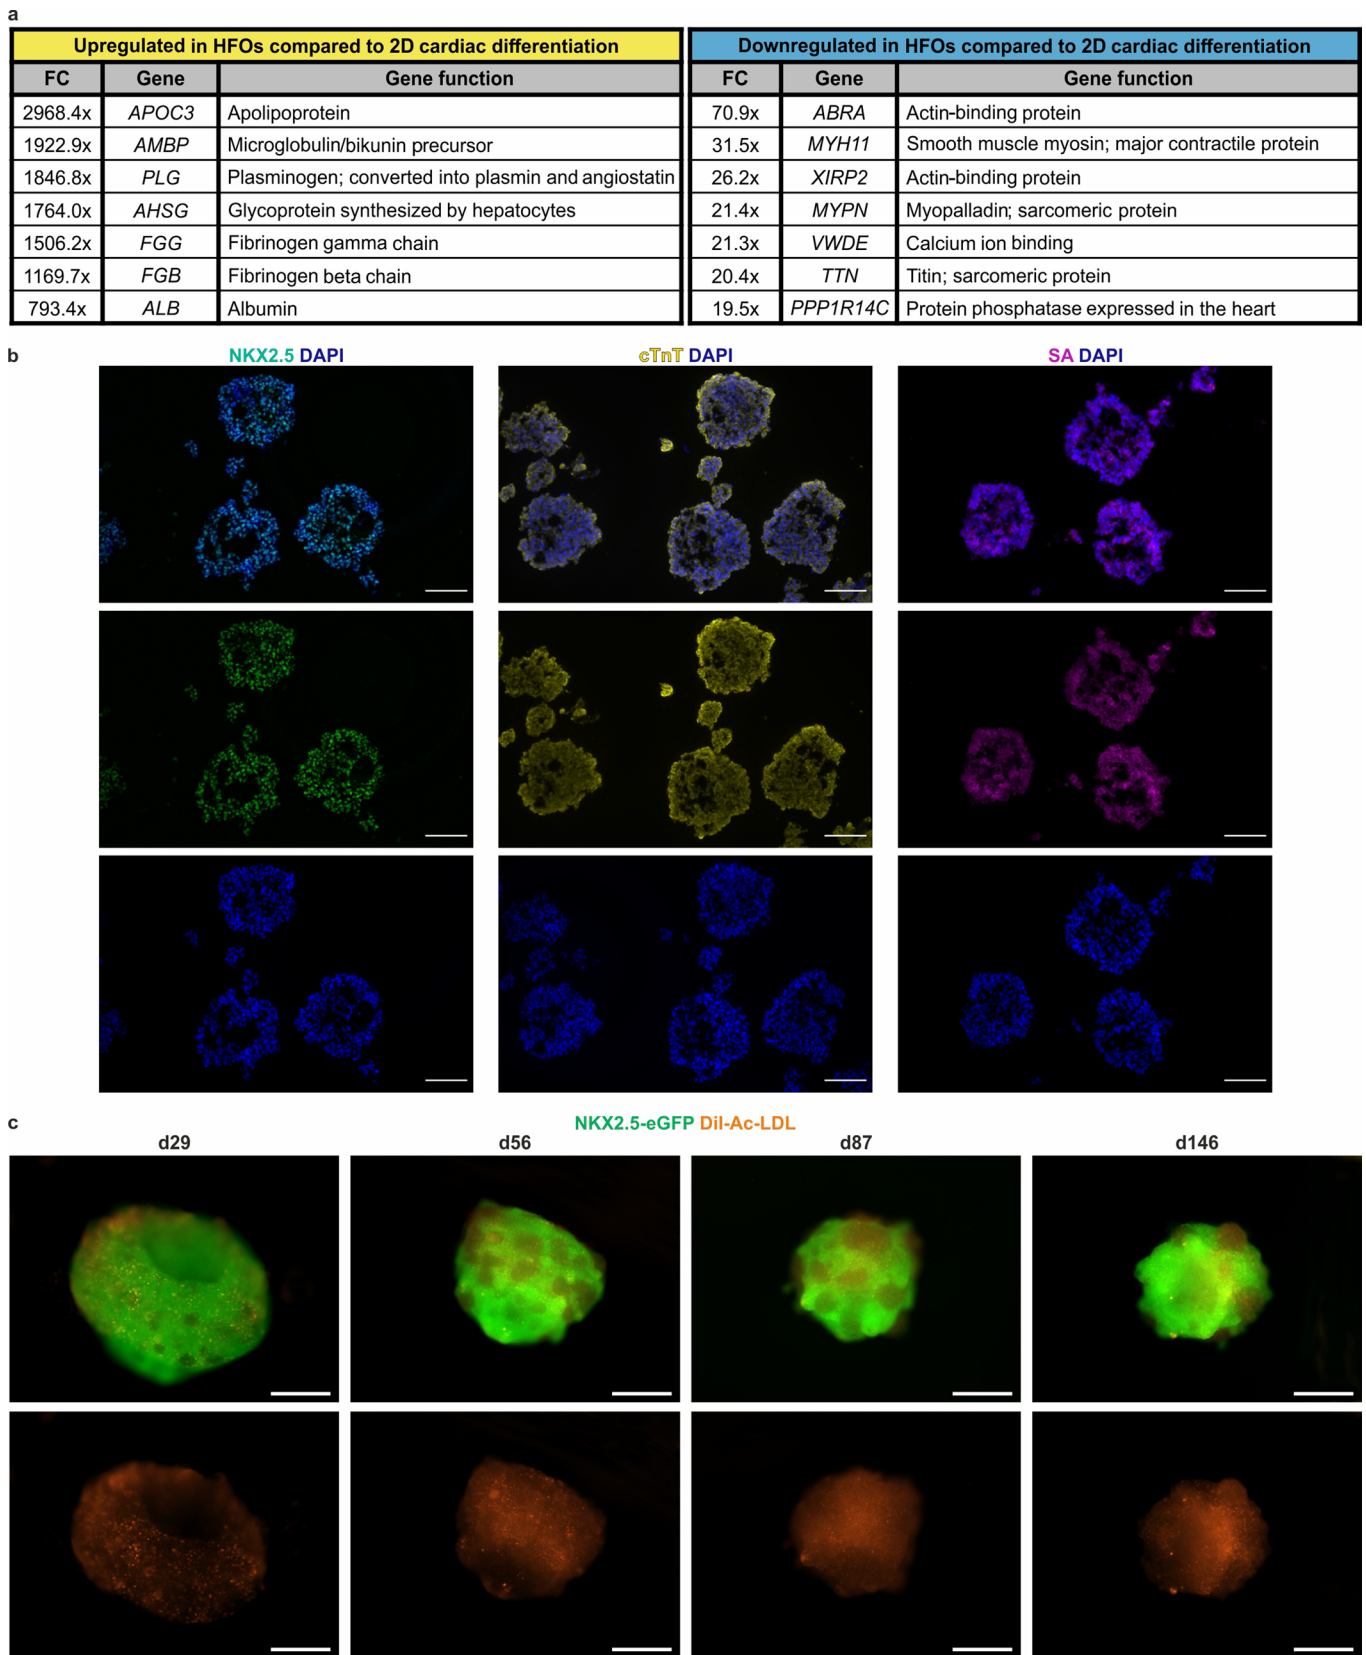 a
Upregulated in HFOs compared to 2D cardiac differentiation
FC Gene Gene function
2968.4x APOC3 Apolipoprotein
1922.9x AMBP Microglobulin/bikunin precursor
1846.8x PLG Plasminogen; converted into plasmin and angiostatin
1764.0x AHSG Glycoprotein synthesized by hepatocytes
1506.2x FGG Fibrinogen gamma chain
1169.7x FGB Fibrinogen beta chain
793.4x ALB Albumin
Downregulated in HFOs compared to 2D cardiac differentiation
FC Gene Gene function
70.9x ABRA Actin-binding protein
31.5x MYH11 Smooth muscle myosin; major contractile protein
26.2x XIRP2 Actin-binding protein
21.4x MYPN Myopalladin; sarcomeric protein
21.3x VWDE Calcium ion binding
20.4x TTN Titin; sarcomeric protein
19.5x PPP1R14C Protein phosphatase expressed in the heart
b
NKX2.5 DAPI
cTnT DAPI
SA DAPI
c
NKX2.5-eGFP Dil-Ac-LDL
d29
d56
d87
d146